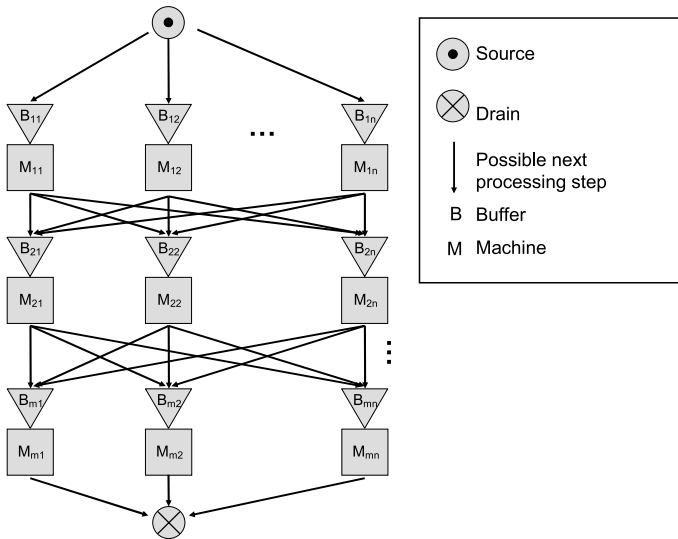 B11 B12 ... B1n
M11 M12 M1n
B21 B22 B2n
M21 M22 M2n
...
Bm1 Bm2 Bmn
Mm1 Mm2 Mmn
Source
Drain
Possible next
processing step
B Buffer
M Machine